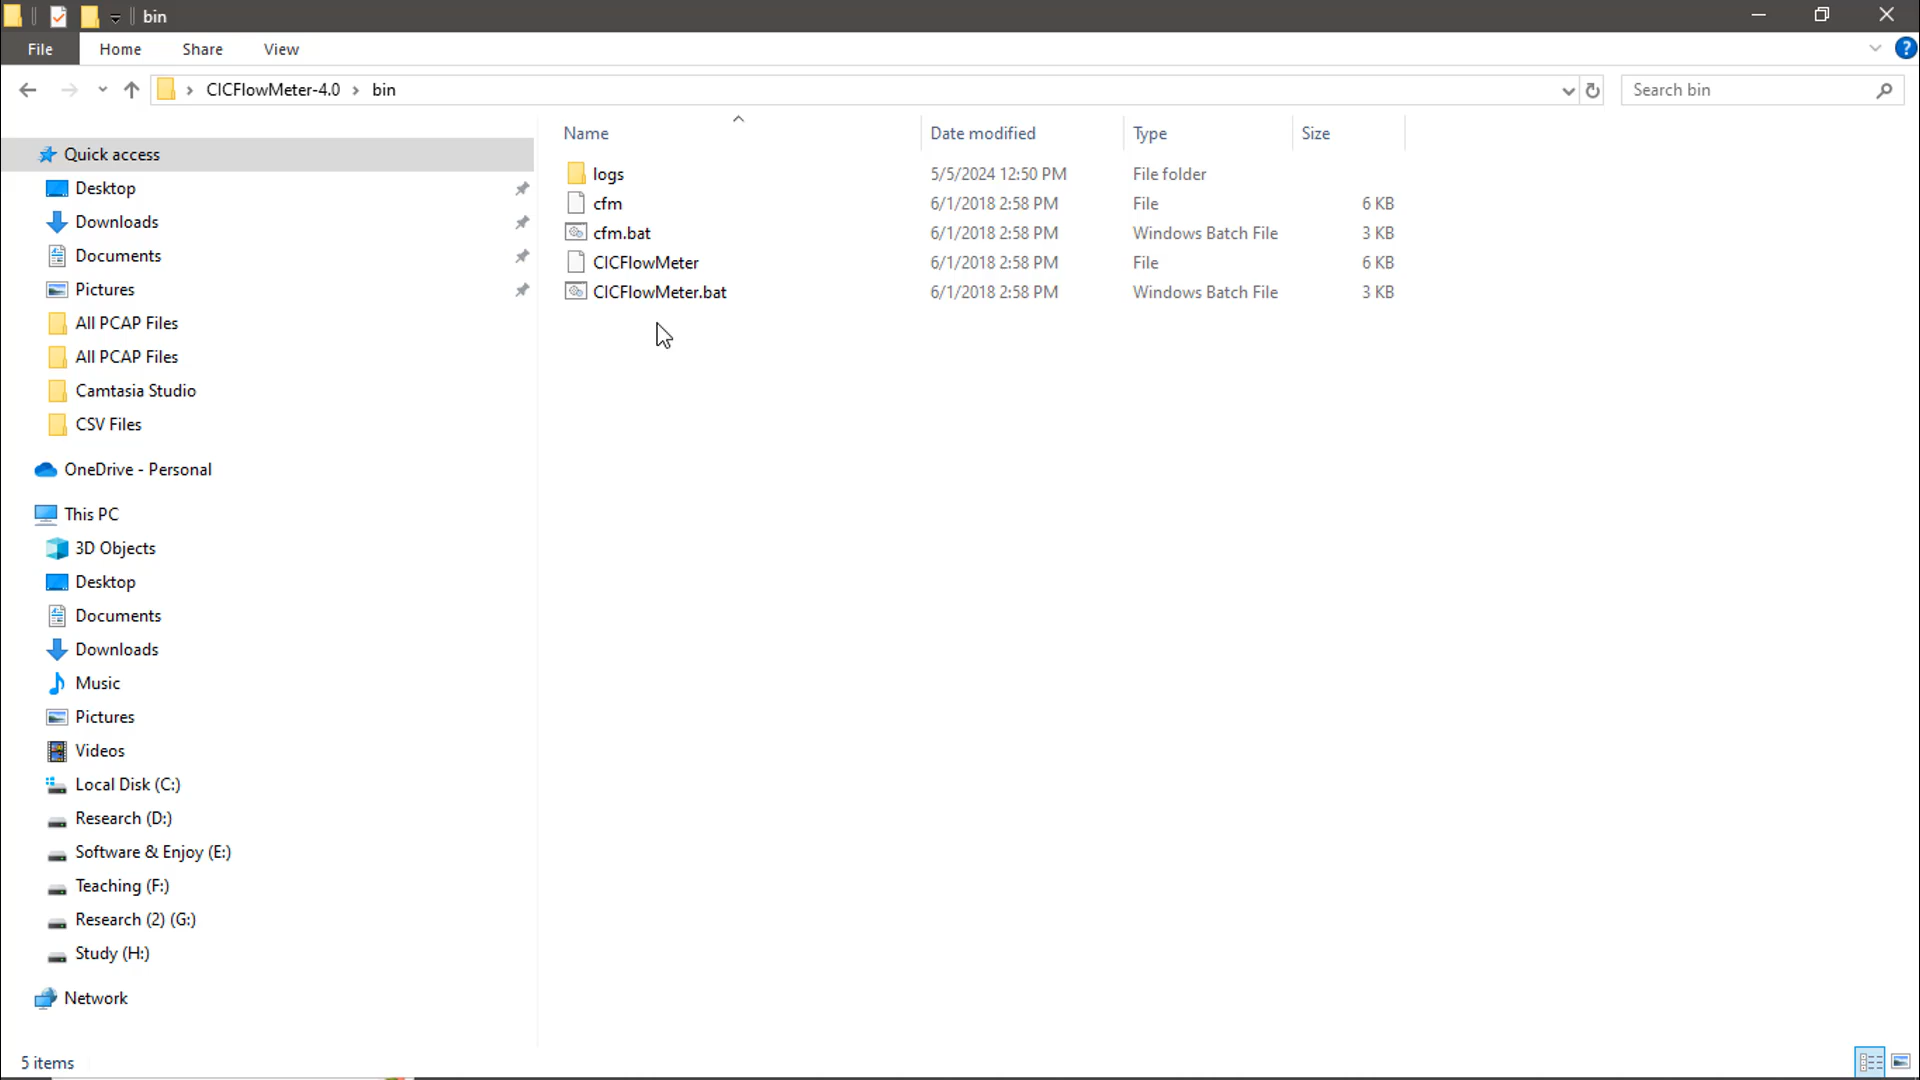 bin
File Home Share View
?
CICFlowMeter-4.0 bin Search bin
Name Date modified Type Size
Quick access
Desktop
Downloads
Documents
Pictures
All PCAP Files
All PCAP Files
Camtasia Studio
CSV Files
OneDrive - Personal
This PC
3D Objects
Desktop
Documents
Downloads
Music
Pictures
Videos
Local Disk (C:)
Research (D:)
Software & Enjoy (E:)
Teaching (F:)
Research (2) (G:)
Study (H:)
Network
logs 5/5/2024 12:50 PM File folder
cfm 6/1/2018 2:58 PM File 6 KB
cfm.bat 6/1/2018 2:58 PM Windows Batch File 3 KB
CICFlowMeter 6/1/2018 2:58 PM File 6 KB
CICFlowMeter.bat 6/1/2018 2:58 PM Windows Batch File 3 KB
5 items